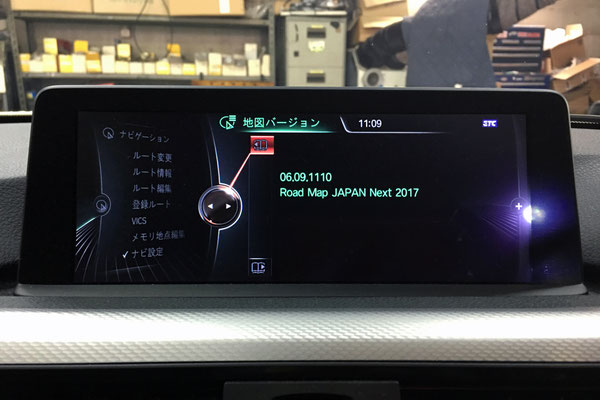 地図バージョン
11:09
ETC
ナビゲーション
ルート変更
ルート情報
ルート編集
登録ルート
VICS
メモリ地点編集
✓ ナビ設定
06.09.1110
Road Map JAPAN Next 2017